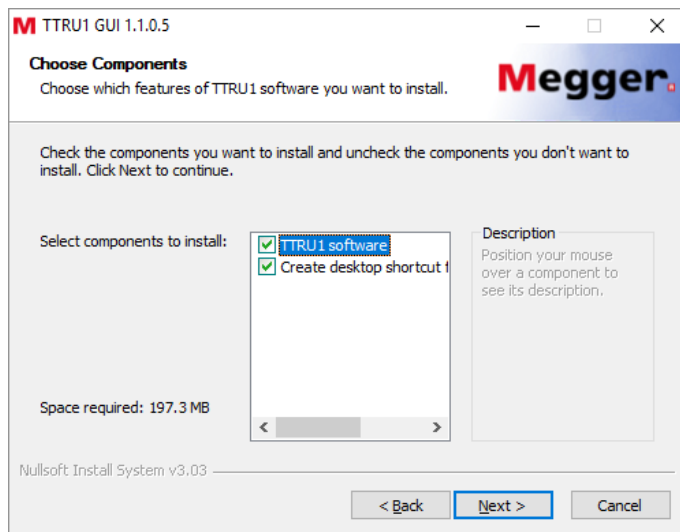 TTRU1 GUI 1.1.0.5
Choose Components
Choose which features of TTRU1 software you want to install.
Megger.
Check the components you want to install and uncheck the components you don't want to
install. Click Next to continue.
Select components to install:
TTRU1 software
Create desktop shortcut
Description
Position your mouse
over a component to
see its description.
Space required: 197.3 MB
Nullsoft Install System v3.03
< Back
Next >
Cancel